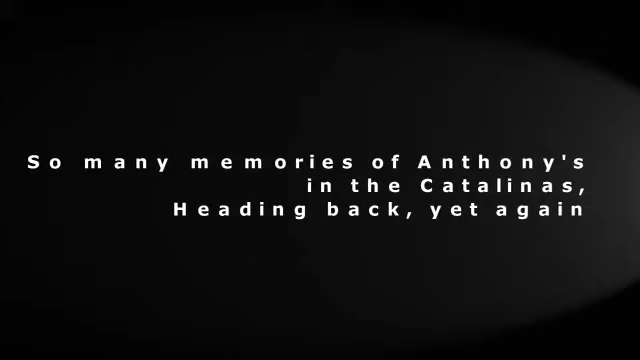 So many memories of Anthony's
in the Catalinas,
Heading back, yet again